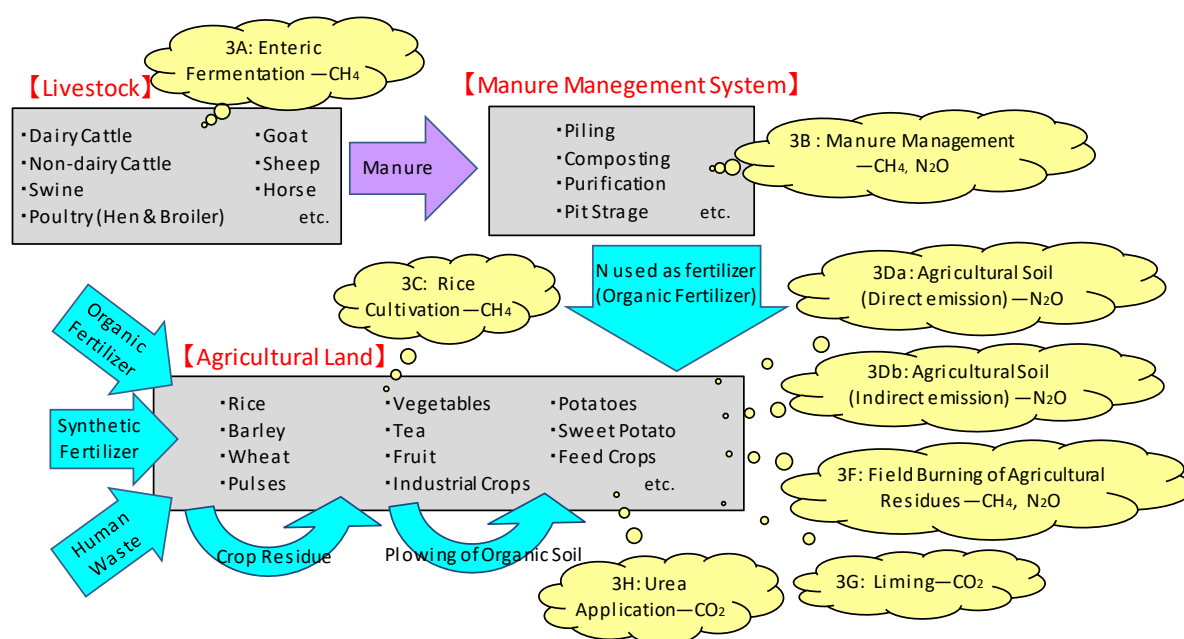 3A: Enteric
Fermentation —CH₄
【Livestock】
・Dairy Cattle
・Non-dairy Cattle
・Swine
・Poultry (Hen & Broiler)
・Goat
・Sheep
・Horse
etc.
Manure
【Manure Manegement System】
・Piling
・Composting
・Purification
・Pit Strage
etc.
3B : Manure Management
—CH₄, N₂O
N used as fertilizer
(Organic Fertilizer)
3C: Rice
Cultivation—CH₄
3Da: Agricultural Soil
(Direct emission) —N₂O
Organic
Fertilizer
【Agricultural Land】
3Db: Agricultural Soil
(Indirect emission) —N₂O
Synthetic
Fertilizer
・Rice
・Barley
・Wheat
・Pulses
・Vegetables
・Tea
・Fruit
・Industrial Crops
・Potatoes
・Sweet Potato
・Feed Crops
etc.
3F: Field Burning of Agricultural
Residues —CH₄, N₂O
Human
Waste
Crop Residue
Plowing of Organic Soil
3H: Urea
Application—CO₂
3G: Liming—CO₂